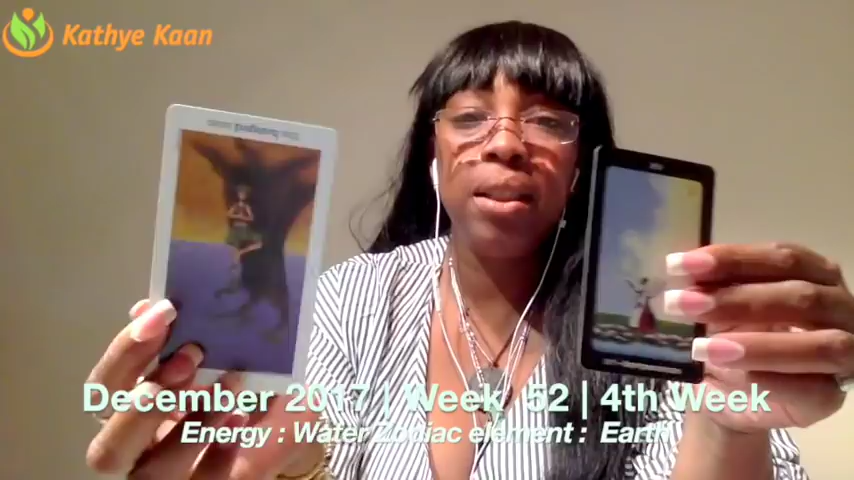 Kathye Kaan
December 2017 | Week 52 | 4th Week
Energy : Water Zodiac element : Earth